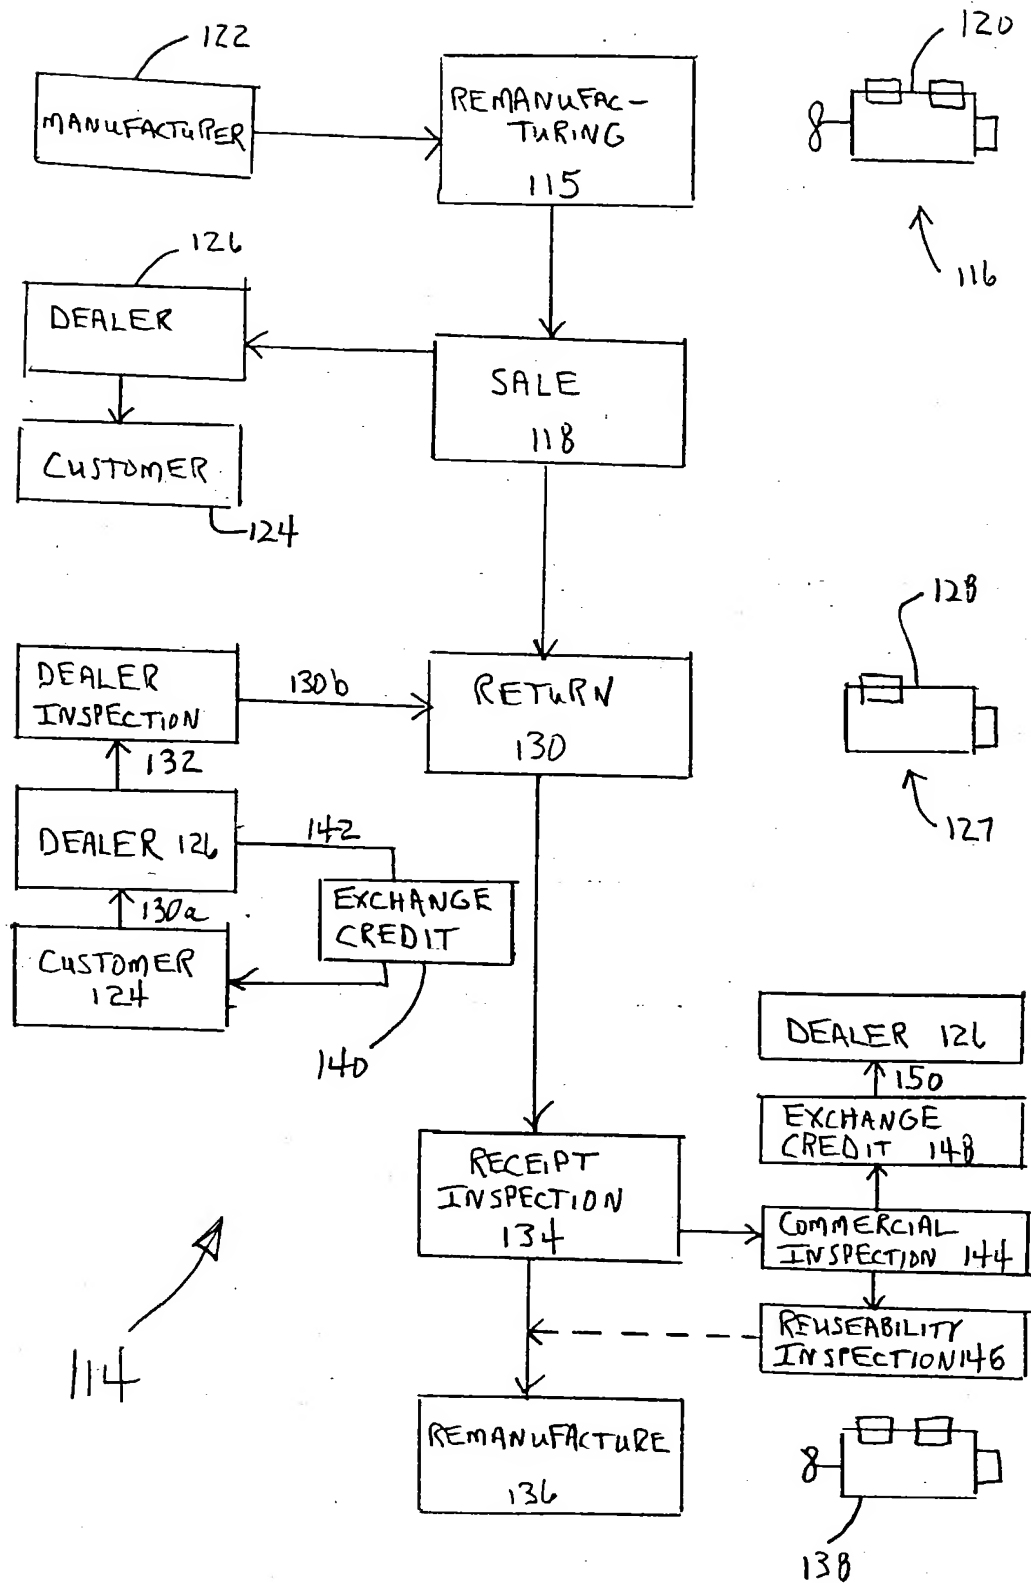 122
120
MANUFACTURER
REMANUFAC-
TURING
115
116
126
DEALER
SALE
118
CUSTOMER
124
128
DEALER
INSPECTION
130b
RETURN
130
132
127
DEALER 126
142
130a
EXCHANGE
CREDIT
CUSTOMER
124
140
DEALER 126
150
EXCHANGE
CREDIT 148
RECEIPT
INSPECTION
134
COMMERCIAL
INSPECTION 144
REUSEABILITY
INSPECTION 146
114
REMANUFACTURE
136
138